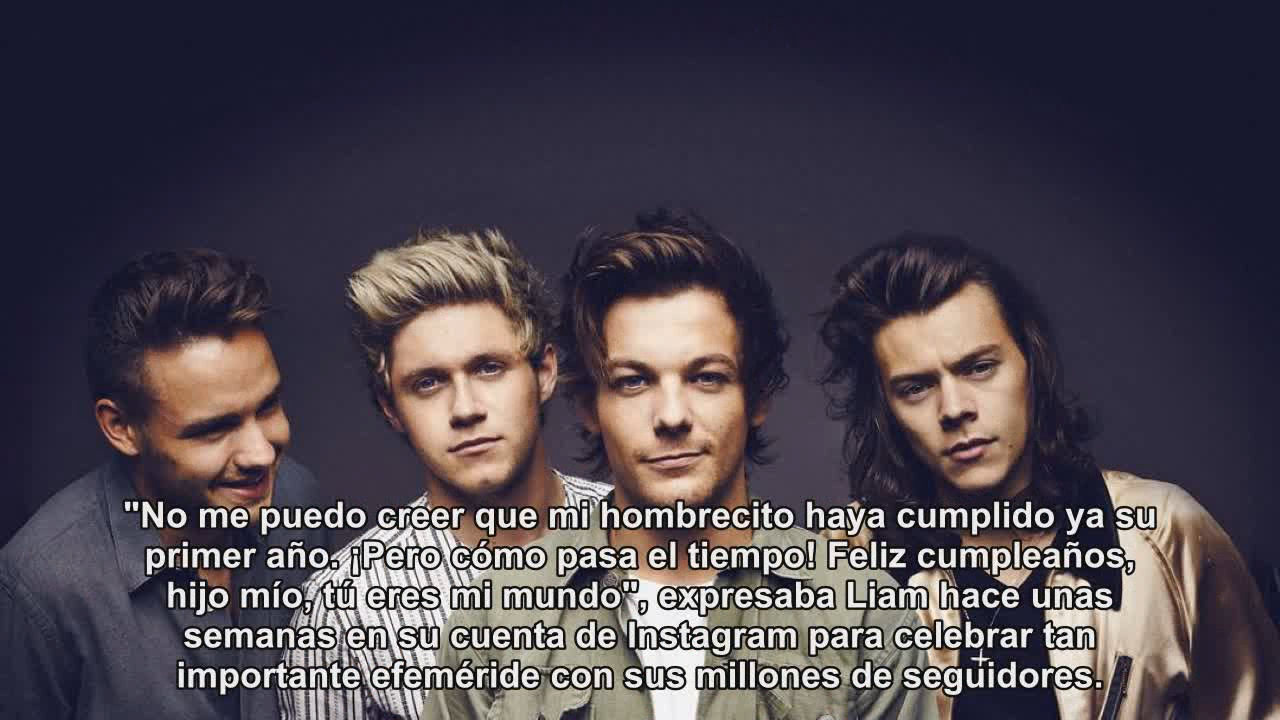 "No me puedo creer que mi hombrecito haya cumplido ya su
primer año. ¡Pero cómo pasa el tiempo! Feliz cumpleaños,
hijo mío, tú eres mi mundo", expresaba Liam hace unas
semanas en su cuenta de Instagram para celebrar tan
importante efeméride con sus millones de seguidores.